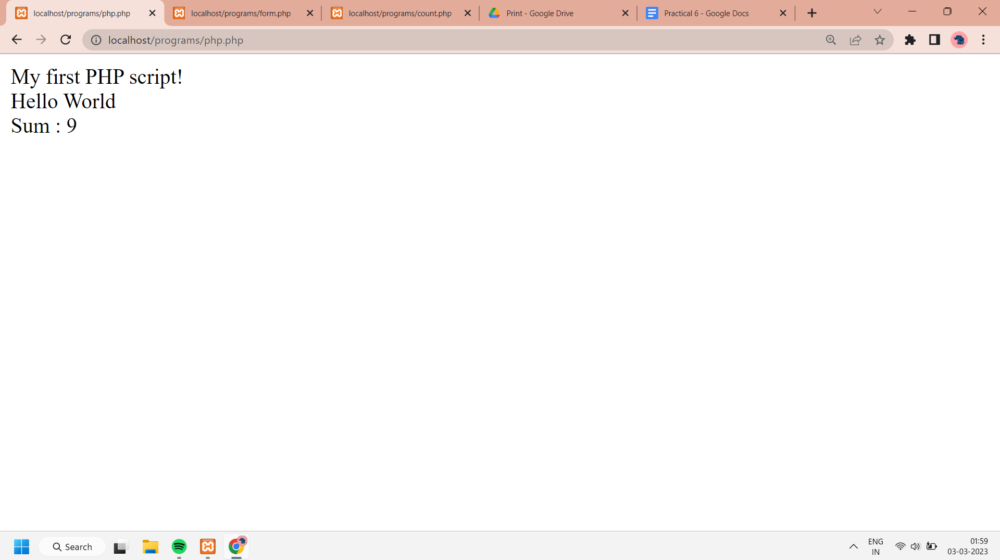 localhost/programs/php.php
localhost/programs/form.php
localhost/programs/count.php
Print - Google Drive
Practical 6 - Google Docs
localhost/programs/php.php
My first PHP script!
Hello World
Sum : 9
Search
ENG
IN
01:59
03-03-2023